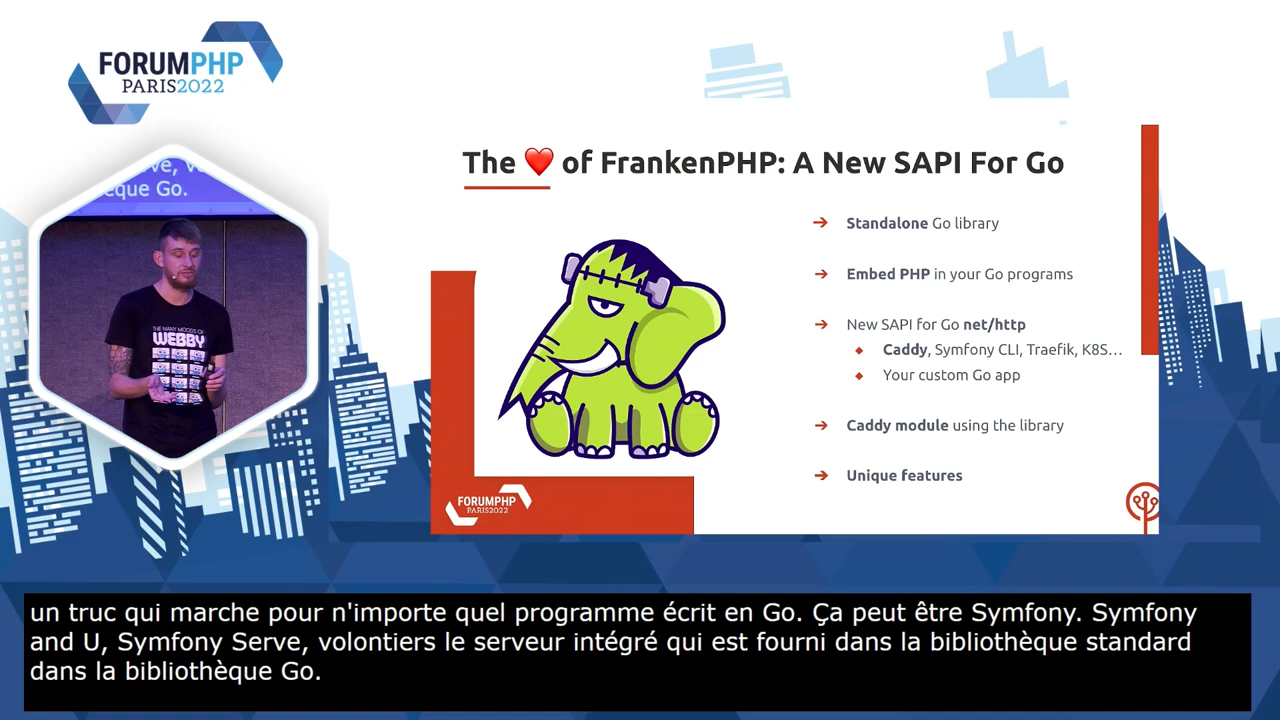 FORUMPHP
PARIS2022
The ❤️ of FrankenPHP: A New SAPI For Go
èque Go.
THE MANY MOODS OF
WEBBY
→ Standalone Go library
→ Embed PHP in your Go programs
→ New SAPI for Go net/http
◆ Caddy, Symfony CLI, Traefik, K8S…
◆ Your custom Go app
→ Caddy module using the library
→ Unique features
FORUMPHP
PARIS2022
un truc qui marche pour n'importe quel programme écrit en Go. Ça peut être Symfony. Symfony
and U, Symfony Serve, volontiers le serveur intégré qui est fourni dans la bibliothèque standard
dans la bibliothèque Go.